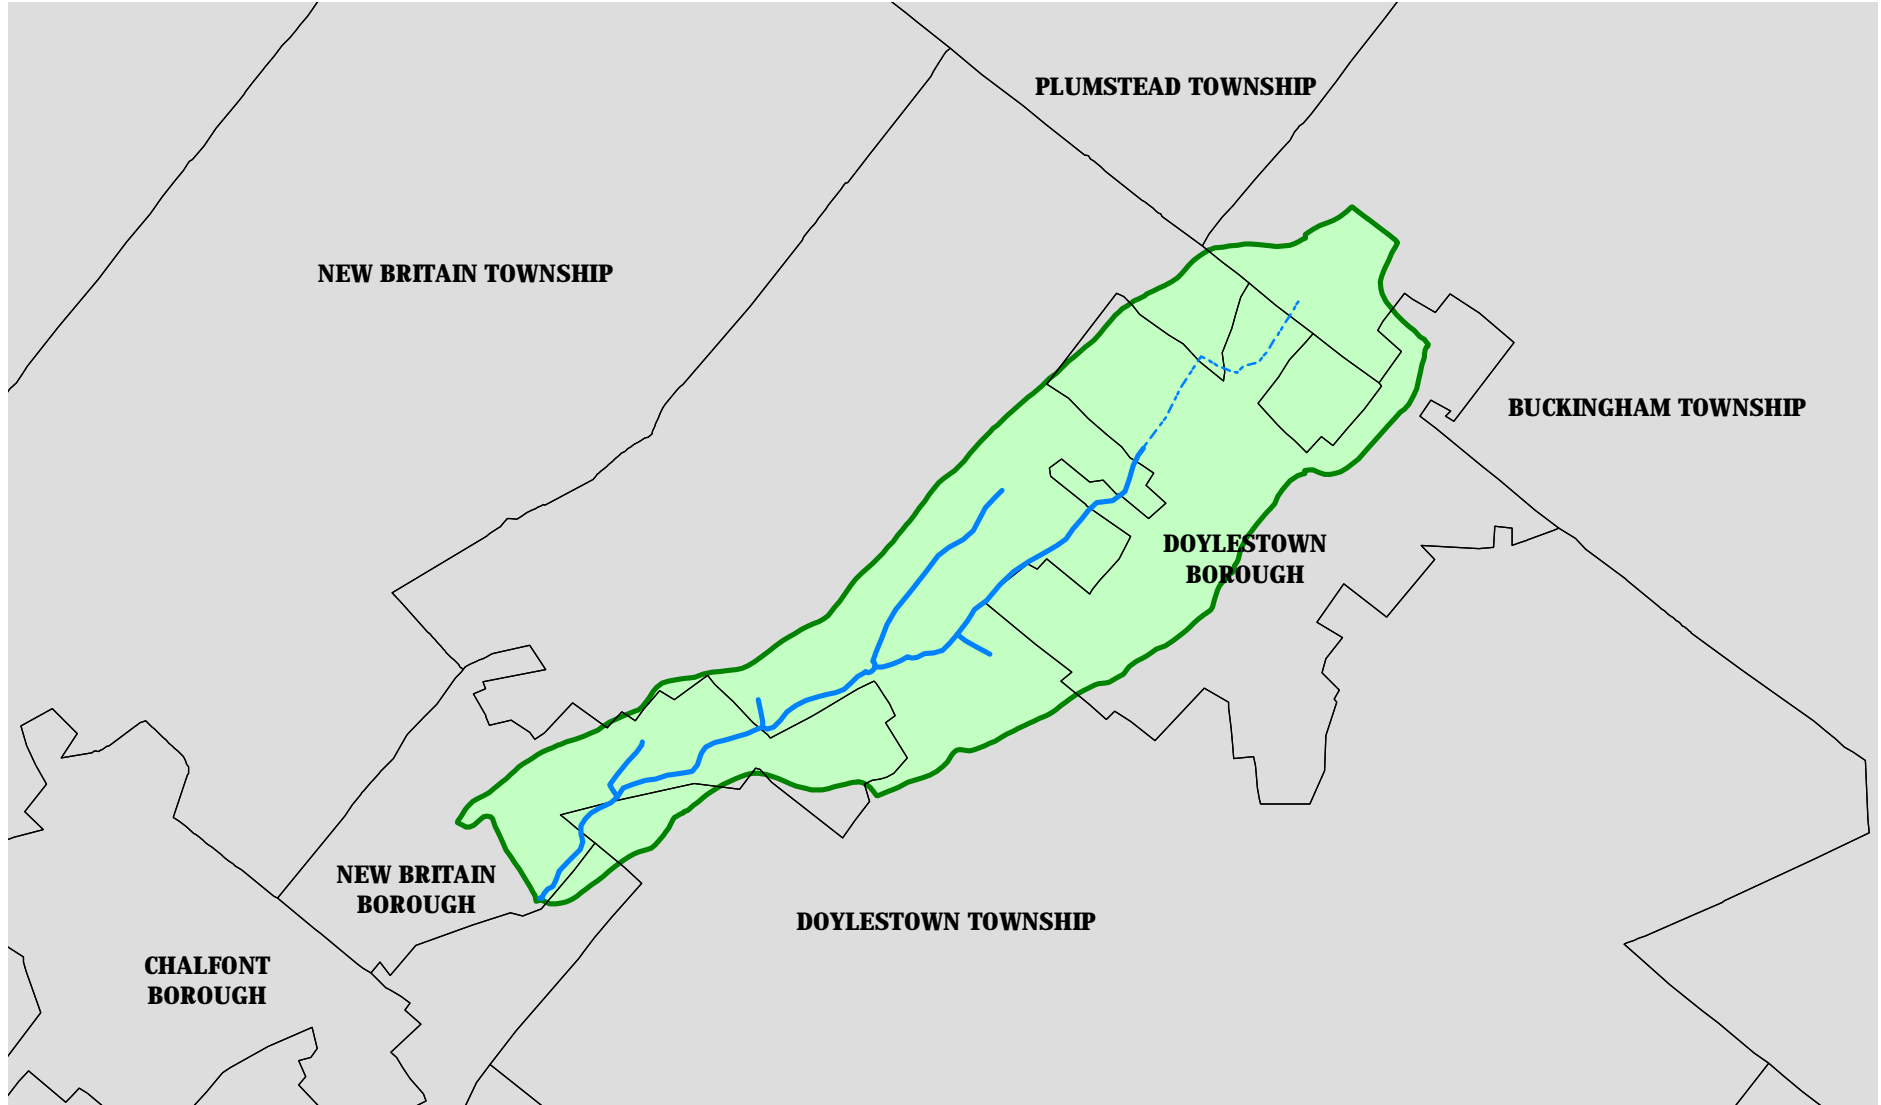 PLUMSTEAD TOWNSHIP
NEW BRITAIN TOWNSHIP
BUCKINGHAM TOWNSHIP
DOYLESTOWN
BOROUGH
NEW BRITAIN
BOROUGH
DOYLESTOWN TOWNSHIP
CHALFONT
BOROUGH